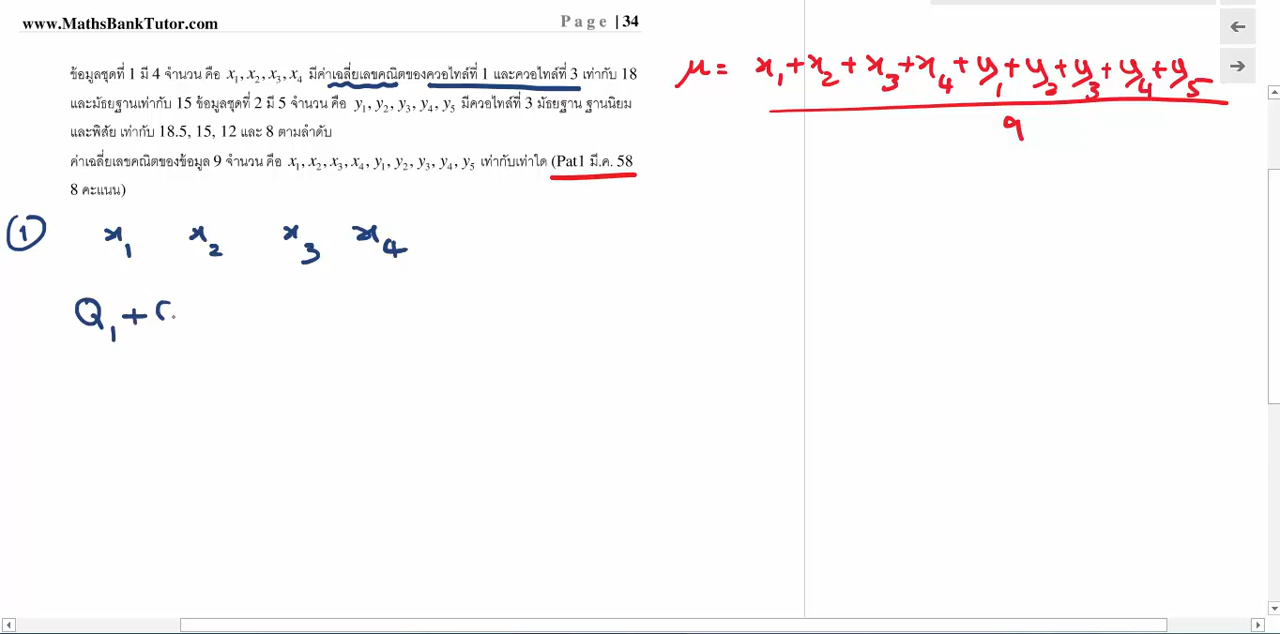 www.MathsBankTutor.com
Page | 34
ข้อมูลชุดที่ 1 มี 4 จำนวน คือ x₁, x₂, x₃, x₄ มีค่าเฉลี่ยเลขคณิตของควอไทล์ที่ 1 และควอไทล์ที่ 3 เท่ากับ 18
และมัธยฐานเท่ากับ 15 ข้อมูลชุดที่ 2 มี 5 จำนวน คือ y₁, y₂, y₃, y₄, y₅ มีควอไทล์ที่ 3 มัธยฐาน ฐานนิยม
และพิสัย เท่ากับ 18.5, 15, 12 และ 8 ตามลำดับ
ค่าเฉลี่ยเลขคณิตของข้อมูล 9 จำนวน คือ x₁, x₂, x₃, x₄, y₁, y₂, y₃, y₄, y₅ เท่ากับเท่าใด (Pat1 มี.ค. 58
8 คะแนน)
μ = x₁ + x₂ + x₃ + x₄ + y₁ + y₂ + y₃ + y₄ + y₅
9
① x₁ x₂ x₃ x₄
Q₁ +